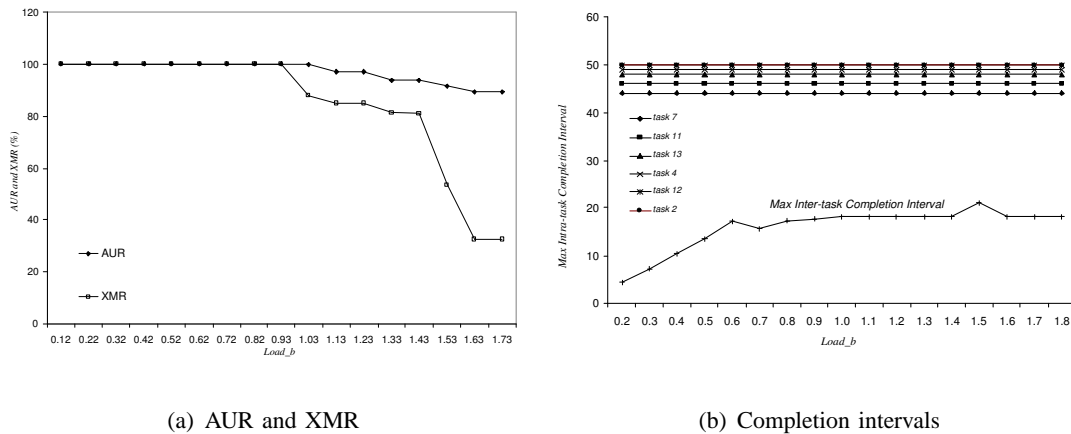 120
100
80
60
40
20
0
AUR and XMR (%)
AUR
XMR
0.12 0.22 0.32 0.42 0.52 0.62 0.72 0.82 0.93 1.03 1.13 1.23 1.33 1.43 1.53 1.63 1.73
Load_b
(a) AUR and XMR
60
50
40
30
20
10
0
Max Intra-task Completion Interval
task 7
task 11
task 13
task 4
task 12
task 2
Max Inter-task Completion Interval
0.2 0.3 0.4 0.5 0.6 0.7 0.8 0.9 1.0 1.1 1.3 1.4 1.4 1.5 1.6 1.7 1.8
Load_b
(b) Completion intervals